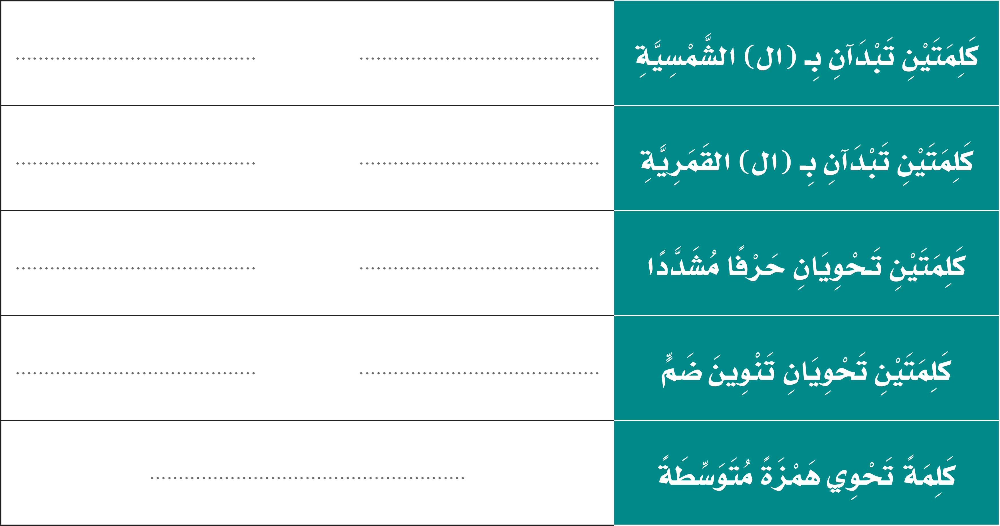 كَلِمَتَيْنِ تَبْدَآنِ بِـ (ال) الشَّمْسِيَّةِ
كَلِمَتَيْنِ تَبْدَآنِ بِـ (ال) القَمَرِيَّةِ
كَلِمَتَيْنِ تَحْوِيَانِ حَرْفًا مُشَدَّدًا
كَلِمَتَيْنِ تَحْوِيَانِ تَنْوِينَ ضَمٍّ
كَلِمَةً تَحْوِي هَمْزَةً مُتَوَسِّطَةً